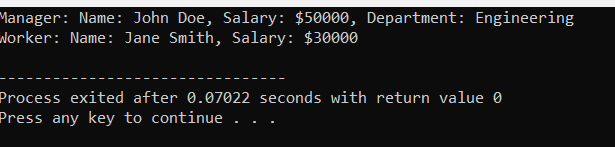 Manager: Name: John Doe, Salary: $50000, Department: Engineering
Worker: Name: Jane Smith, Salary: $30000
--------------------------------
Process exited after 0.07022 seconds with return value 0
Press any key to continue . . .